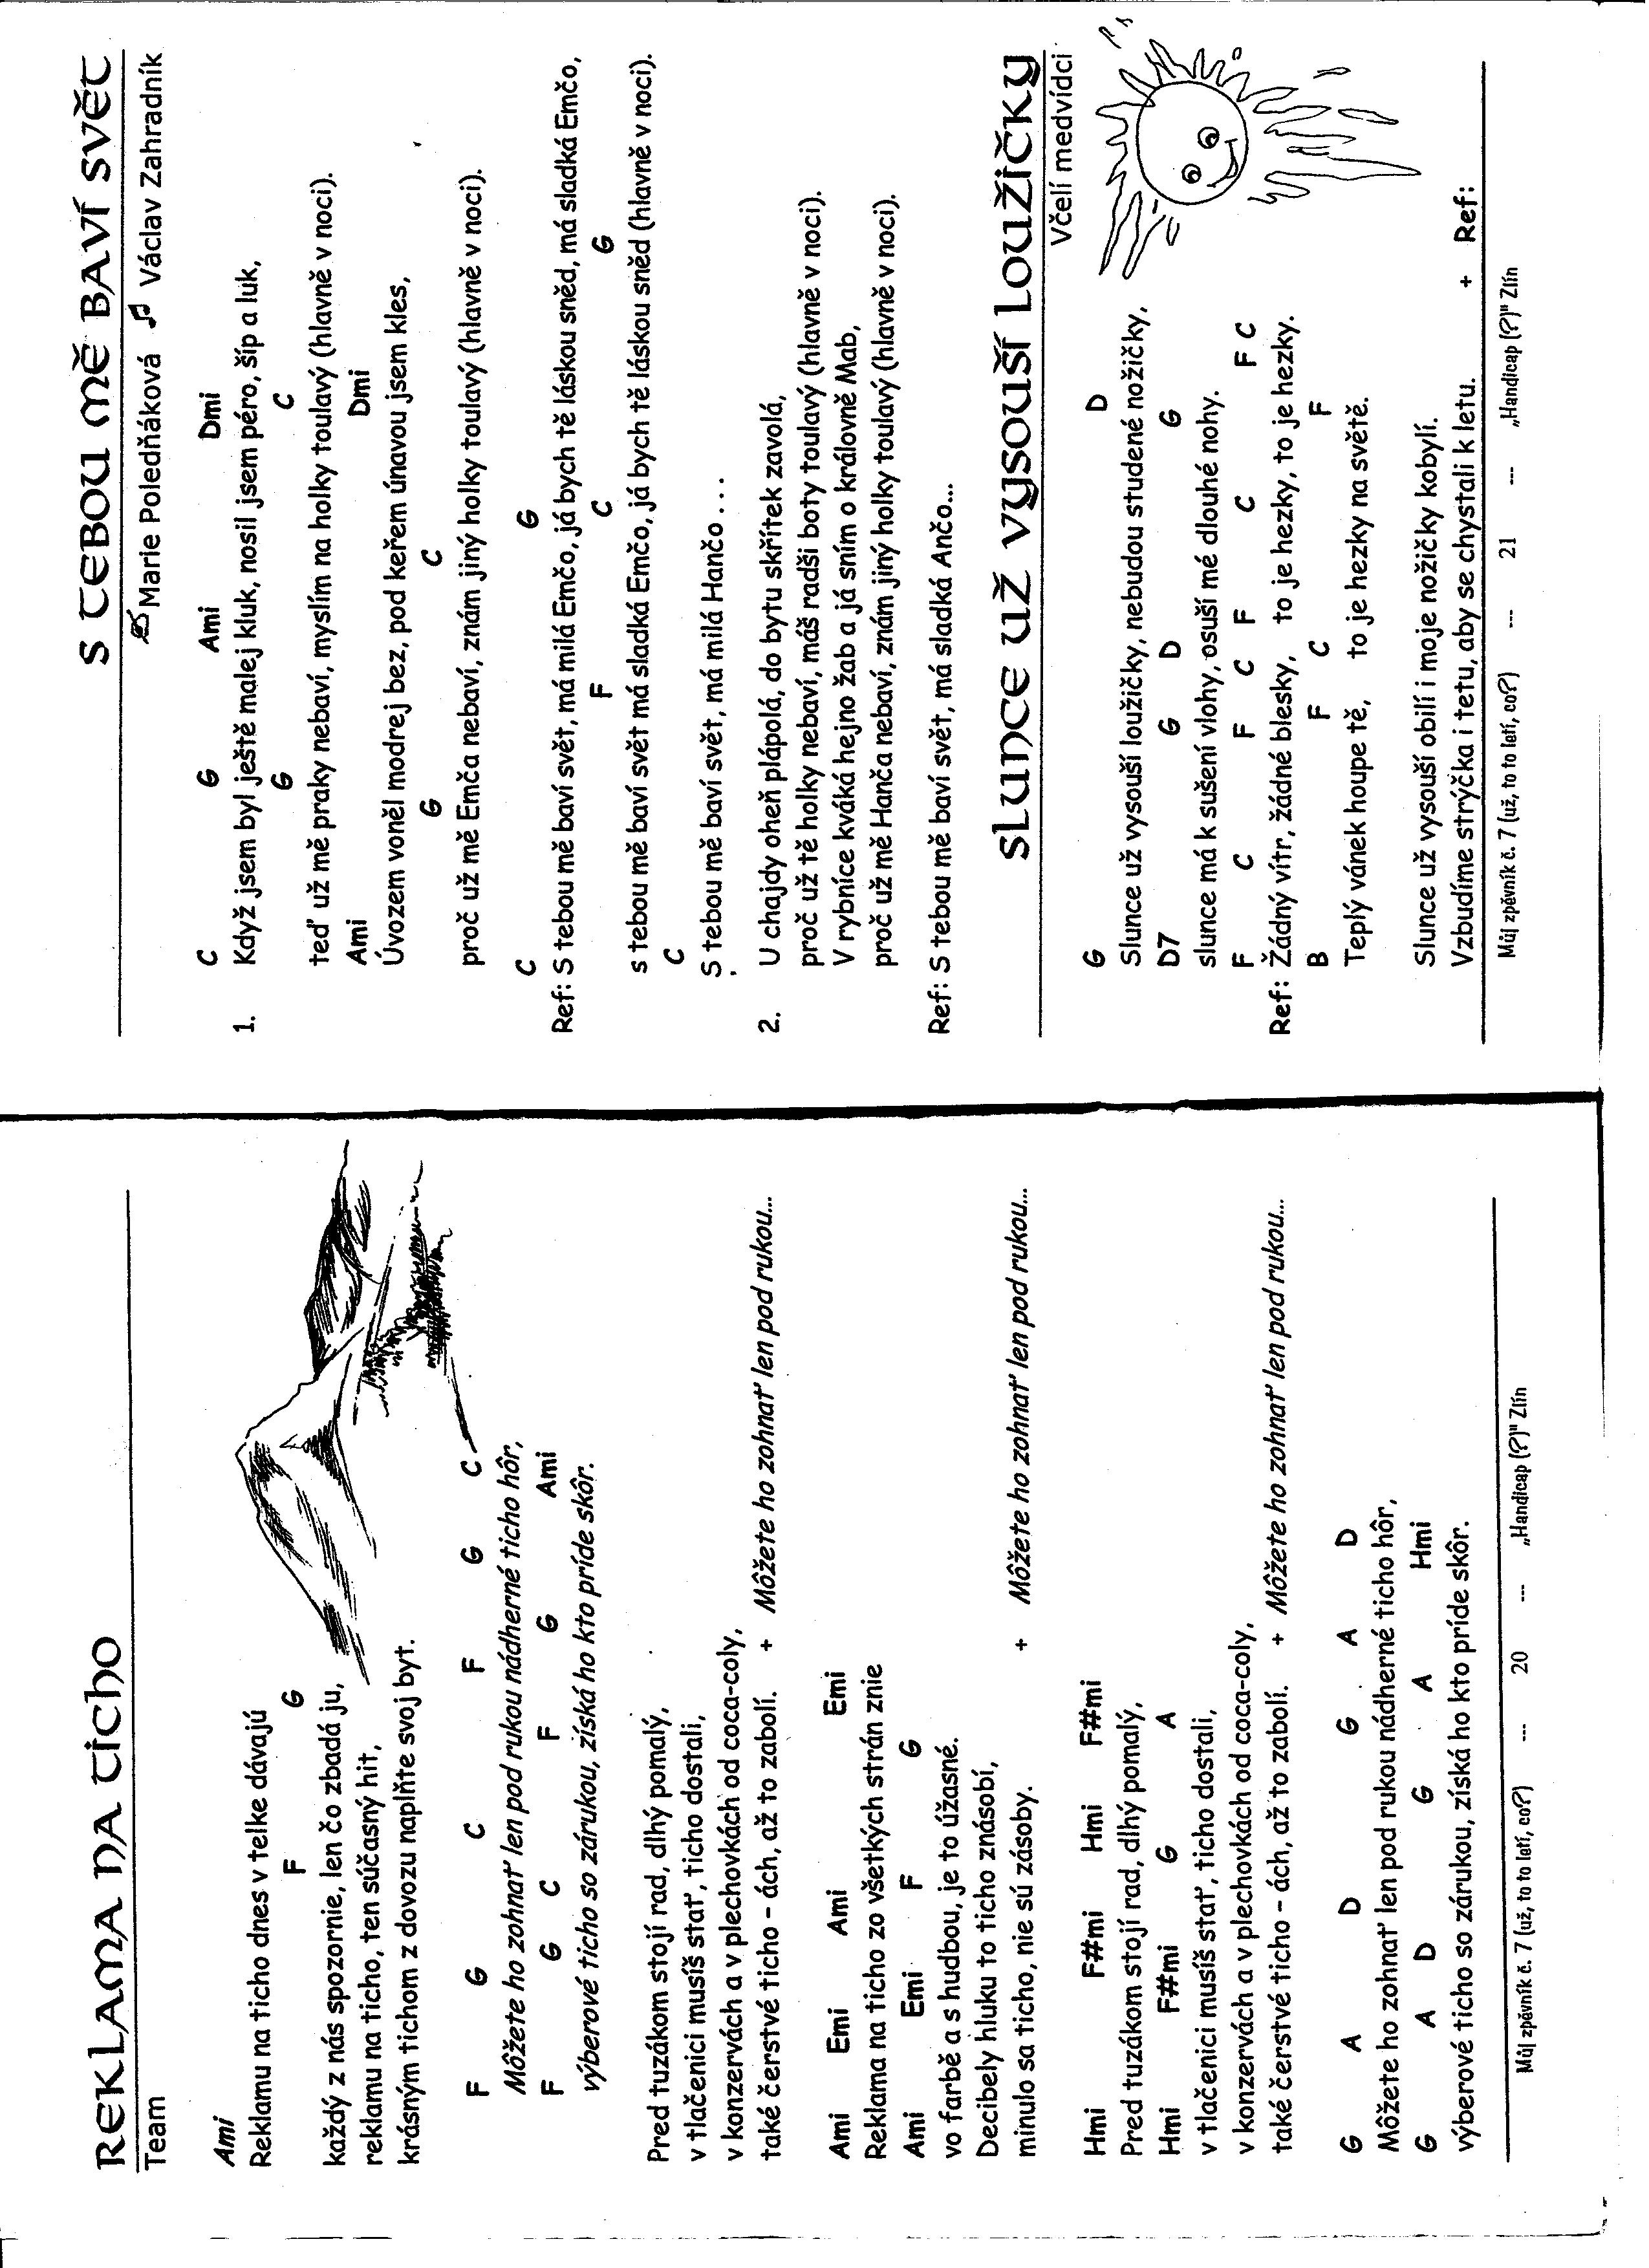 REKLAMA NA TICHO
Team
Ami
Reklamu na ticho dnes v telke dávajú
F G
každý z nás spozornie, len čo zbadá ju,
reklamu na ticho, ten súčasný hit,
krásným tichom z dovozu naplňte svoj byt.
F G C F G C
Môžete ho zohnať len pod rukou nádherné ticho hôr,
F G C F G Ami
výberové ticho so zárukou, získá ho kto príde skôr.
Pred tuzákom stojí rad, dlhý pomalý,
v tlačenici musíš stať, ticho dostali,
v konzervách a v plechovkách od coca-coly,
také čerstvé ticho - ách, až to zabolí. + Môžete ho zohnať len pod rukou...
Ami Emi Ami Emi
Reklama na ticho zo všetkých strán znie
Ami Emi F G
vo farbě a s hudbou, je to úžasné.
Decibely hluku to ticho znásobí,
minulo sa ticho, nie sú zásoby. + Môžete ho zohnať len pod rukou...
Hmi F#mi Hmi F#mi
Pred tuzákom stojí rad, dlhý pomalý,
Hmi F#mi G A
v tlačenici musíš stať, ticho dostali,
v konzervách a v plechovkách od coca-coly,
také čerstvé ticho - ách, až to zabolí. + Môžete ho zohnať len pod rukou...
G A D G A D
Môžete ho zohnať len pod rukou nádherné ticho hôr,
G A D G A Hmi
výberové ticho so zárukou, získá ho kto príde skôr.
Můj zpěvník č. 7 (už, to to letí, co?) --- 20 --- „Handicap (?)" Zlín
S TEBOU MĚ BAVÍ SVĚT
Marie Poledňáková Václav Zahradník
C G Ami Dmi
1. Když jsem byl ještě malej kluk, nosil jsem péro, šíp a luk,
G C
teď už mě praky nebaví, myslím na holky toulavý (hlavně v noci).
Ami Dmi
Úvozem voněl modrej bez, pod keřem únavou jsem kles,
G C
proč už mě Emča nebaví, znám jiný holky toulavý (hlavně v noci).
C G
Ref: S tebou mě baví svět, má milá Emčo, já bych tě láskou sněd, má sladká Emčo,
F C G
s tebou mě baví svět má sladká Emčo, já bych tě láskou sněd (hlavně v noci).
C
S tebou mě baví svět, má milá Hančo . . .
2. U chajdy oheň plápolá, do bytu skřítek zavolá,
proč už tě holky nebaví, máš radši boty toulavý (hlavně v noci).
V rybníce kváká hejno žab a já sním o královně Mab,
proč už mě Hanča nebaví, znám jiný holky toulavý (hlavně v noci).
Ref: S tebou mě baví svět, má sladká Ančo...
SLUNCE UŽ VYSOUŠÍ LOUŽIČKY
Včelí medvídci
G D
Slunce už vysouší loužičky, nebudou studené nožičky,
D7 G D G
slunce má k sušení vlohy, osuší mé dlouhé nohy.
F C F C F C F C
Ref: Žádný vítr, žádné blesky, to je hezky, to je hezky, to je hezky.
B F C F
Teplý vánek houpe tě, to je hezky na světě.
Slunce už vysouší obilí i moje nožičky kobylí.
Vzbudíme strýčka i tetu, aby se chystali k letu. + Ref:
Můj zpěvník č. 7 (už, to to letí, co?) --- 21 --- „Handicap (?)" Zlín